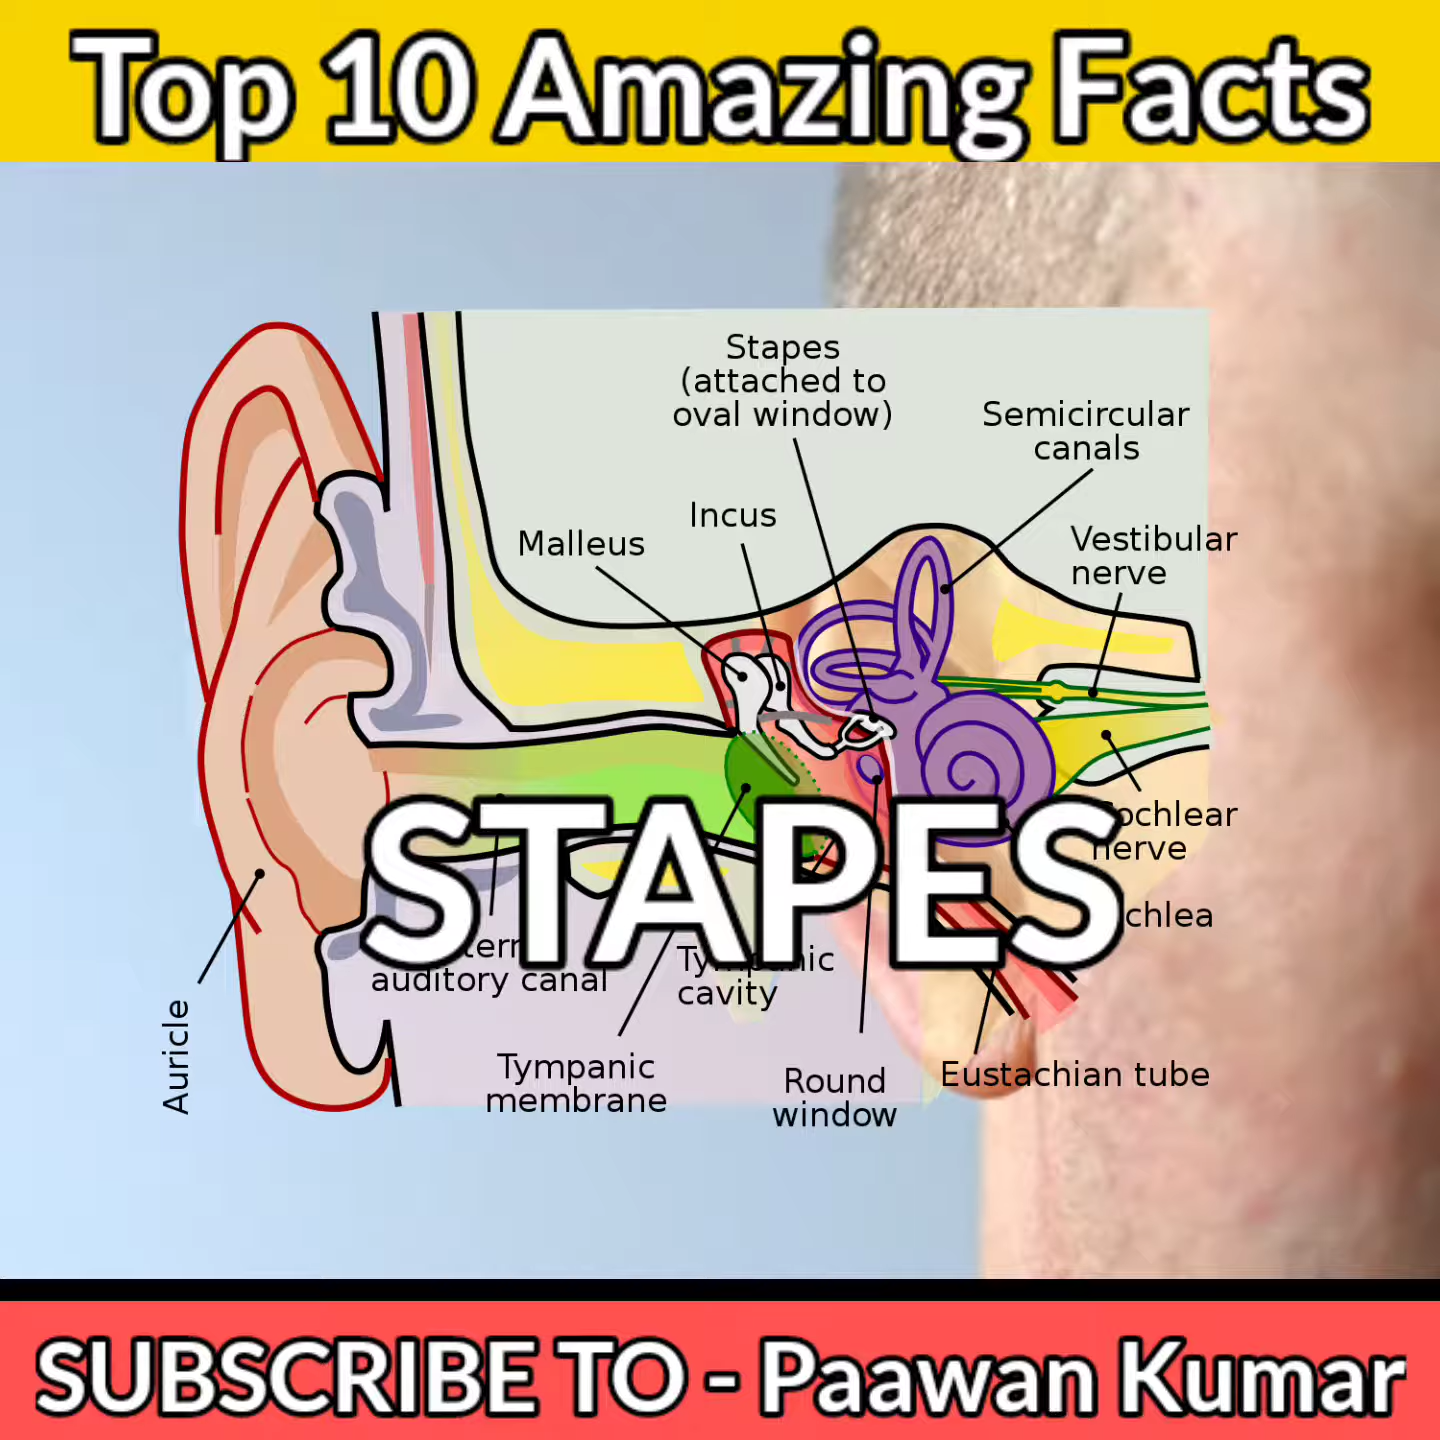 Top 10 Amazing Facts
Stapes
(attached to
oval window)
Semicircular
canals
Incus
Malleus
Vestibular
nerve
STAPES
nerve
auditory canal
cavity
Auricle
Tympanic
membrane
Round
window
Eustachian tube
SUBSCRIBE TO - Paawan Kumar